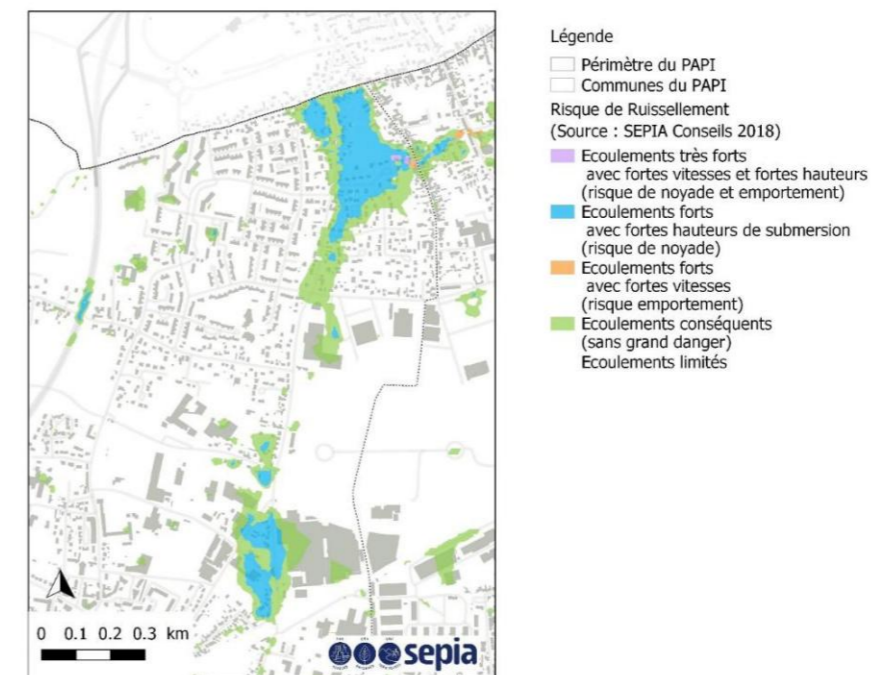 Légende
Périmètre du PAPI
Communes du PAPI
Risque de Ruissellement
(Source : SEPIA Conseils 2018)
Ecoulements très forts
avec fortes vitesses et fortes hauteurs
(risque de noyade et emportement)
Ecoulements forts
avec fortes hauteurs de submersion
(risque de noyade)
Ecoulements forts
avec fortes vitesses
(risque emportement)
Ecoulements conséquents
(sans grand danger)
Ecoulements limités
0 0.1 0.2 0.3 km
sepia